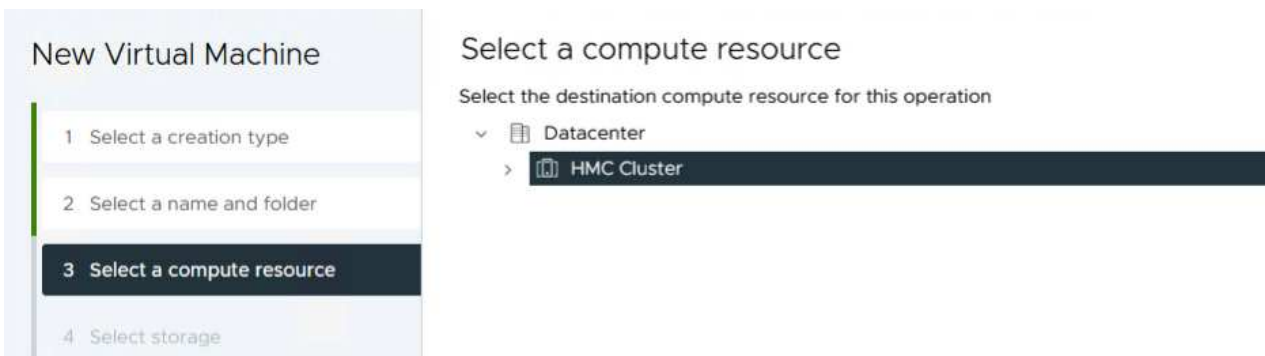 New Virtual Machine
1 Select a creation type
2 Select a name and folder
3 Select a compute resource
4 Select storage
Select a compute resource
Select the destination compute resource for this operation
Datacenter
HMC Cluster